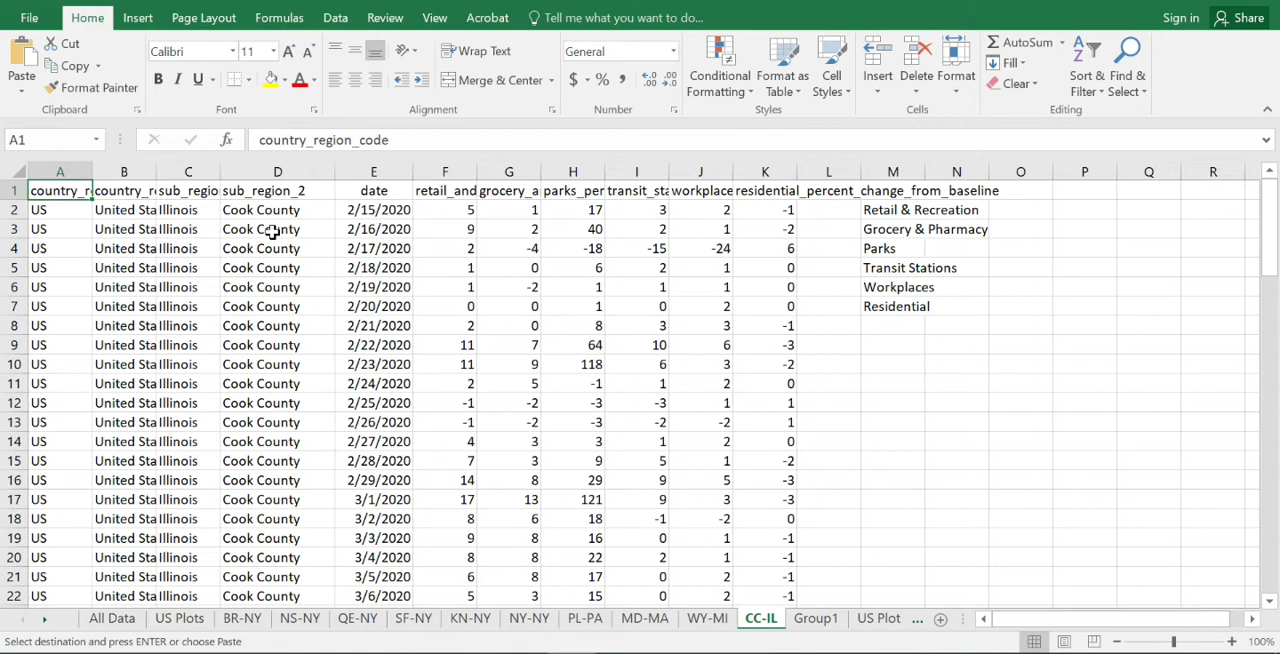 File Home Insert Page Layout Formulas Data Review View Acrobat Tell me what you want to do... Sign in Share
Paste Cut Copy Format Painter Clipboard
Calibri 11 B I U A Font
Wrap Text Merge & Center Alignment
General $ % , Number
Conditional Formatting Format as Table Cell Styles Styles
Insert Delete Format Cells
AutoSum Fill Clear Sort & Filter Find & Select Editing
A1 fx country_region_code
A B C D E F G H I J K L M N O P Q R
1 country_r country_r sub_regio sub_region_2 date retail_and grocery_a parks_per transit_sta workplace residential_percent_change_from_baseline
2 US United Sta Illinois Cook County 2/15/2020 5 1 17 3 2 -1 Retail & Recreation
3 US United Sta Illinois Cook County 2/16/2020 9 2 40 2 1 -2 Grocery & Pharmacy
4 US United Sta Illinois Cook County 2/17/2020 2 -4 -18 -15 -24 6 Parks
5 US United Sta Illinois Cook County 2/18/2020 1 0 6 2 1 0 Transit Stations
6 US United Sta Illinois Cook County 2/19/2020 1 -2 1 1 1 0 Workplaces
7 US United Sta Illinois Cook County 2/20/2020 0 0 1 0 2 0 Residential
8 US United Sta Illinois Cook County 2/21/2020 2 0 8 3 3 -1
9 US United Sta Illinois Cook County 2/22/2020 11 7 64 10 6 -3
10 US United Sta Illinois Cook County 2/23/2020 11 9 118 6 3 -2
11 US United Sta Illinois Cook County 2/24/2020 2 5 -1 1 2 0
12 US United Sta Illinois Cook County 2/25/2020 -1 -2 -3 -3 1 1
13 US United Sta Illinois Cook County 2/26/2020 -1 -2 -3 -2 -2 1
14 US United Sta Illinois Cook County 2/27/2020 4 3 3 1 2 0
15 US United Sta Illinois Cook County 2/28/2020 7 3 9 5 1 -2
16 US United Sta Illinois Cook County 2/29/2020 14 8 29 9 5 -3
17 US United Sta Illinois Cook County 3/1/2020 17 13 121 9 3 -3
18 US United Sta Illinois Cook County 3/2/2020 8 6 18 -1 -2 0
19 US United Sta Illinois Cook County 3/3/2020 9 8 16 0 1 -1
20 US United Sta Illinois Cook County 3/4/2020 8 8 22 2 1 -1
21 US United Sta Illinois Cook County 3/5/2020 6 8 17 0 2 -1
22 US United Sta Illinois Cook County 3/6/2020 5 3 15 0 2 -1
All Data US Plots BR-NY NS-NY QE-NY SF-NY KN-NY NY-NY PL-PA MD-MA WY-MI CC-IL Group1 US Plot ...
Select destination and press ENTER or choose Paste 100%